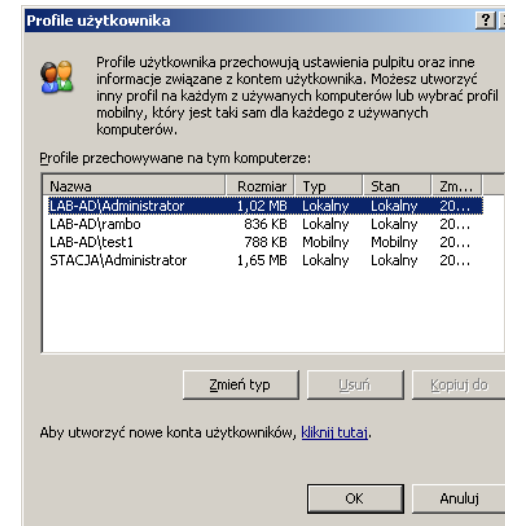 Profile użytkownika
Profile użytkownika przechowują ustawienia pulpitu oraz inne
informacje związane z kontem użytkownika. Możesz utworzyć
inny profil na każdym z używanych komputerów lub wybrać profil
mobilny, który jest taki sam dla każdego z używanych
komputerów.
Profile przechowywane na tym komputerze:
Nazwa Rozmiar Typ Stan Zm...
LAB-AD\Administrator 1,02 MB Lokalny Lokalny 20...
LAB-AD\rambo 836 KB Lokalny Lokalny 20...
LAB-AD\test1 788 KB Mobilny Mobilny 20...
STACJA\Administrator 1,65 MB Lokalny Lokalny 20...
Zmień typ Usuń Kopiuj do
Aby utworzyć nowe konta użytkowników, kliknij tutaj.
OK Anuluj